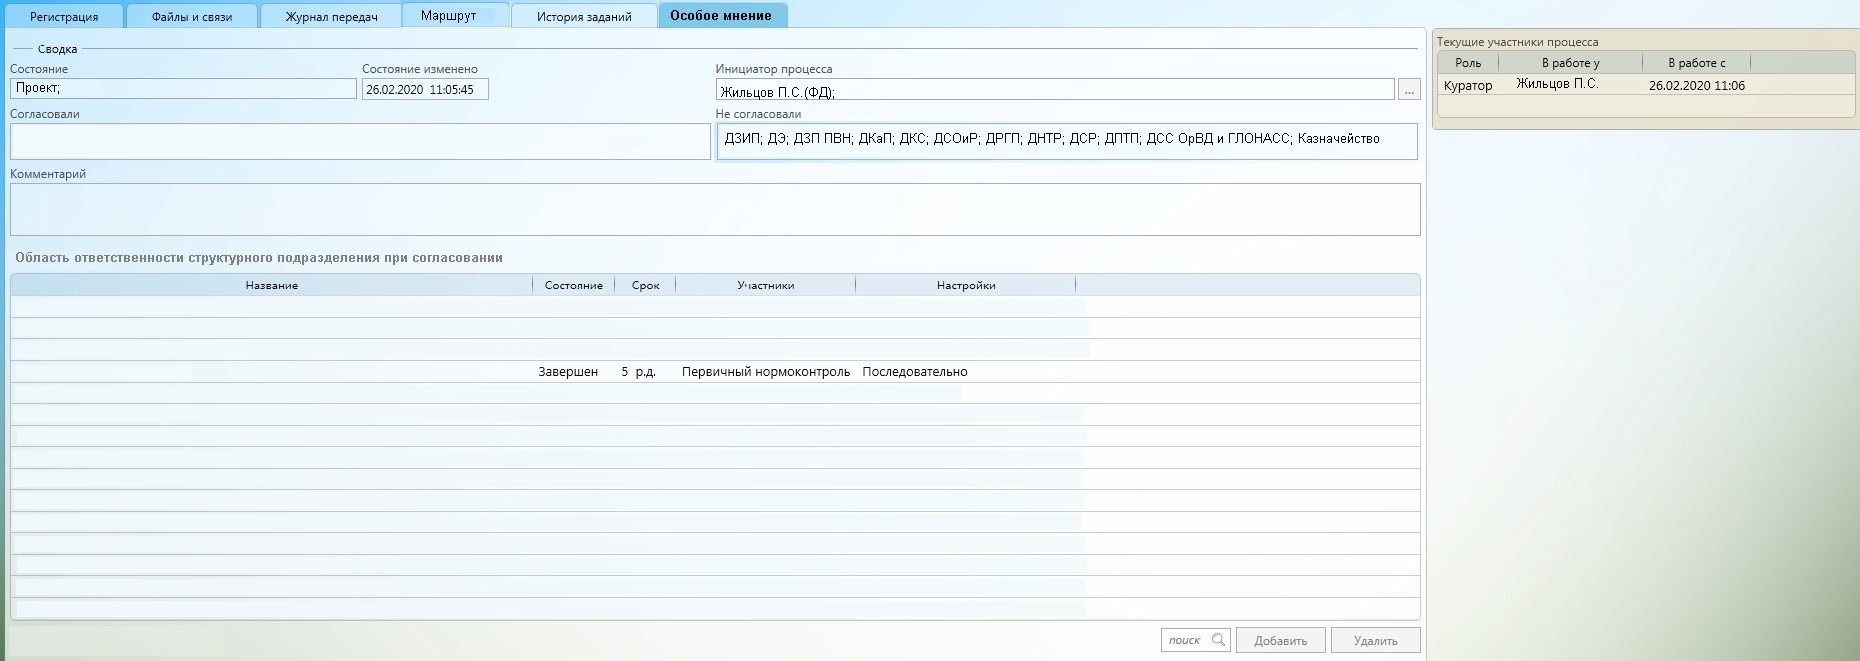 Регистрация Файлы и связи Журнал передач Маршрут История заданий Особое мнение
Сводка
Состояние Состояние изменено Инициатор процесса
Проект; 26.02.2020 11:05:45 Жильцов П.С.(ФД); ...
Согласовали Не согласовали
ДЗИП; ДЭ; ДЗП ПВН; ДКаП; ДКС; ДСОиР; ДРГП; ДНТР; ДСР; ДПТП; ДСС ОрВД и ГЛОНАСС; Казначейство
Комментарий
Область ответственности структурного подразделения при согласовании
Название Состояние Срок Участники Настройки
Завершен 5 р.д. Первичный нормоконтроль Последовательно
поиск Добавить Удалить
Текущие участники процесса
Роль В работе у В работе с
Куратор Жильцов П.С. 26.02.2020 11:06